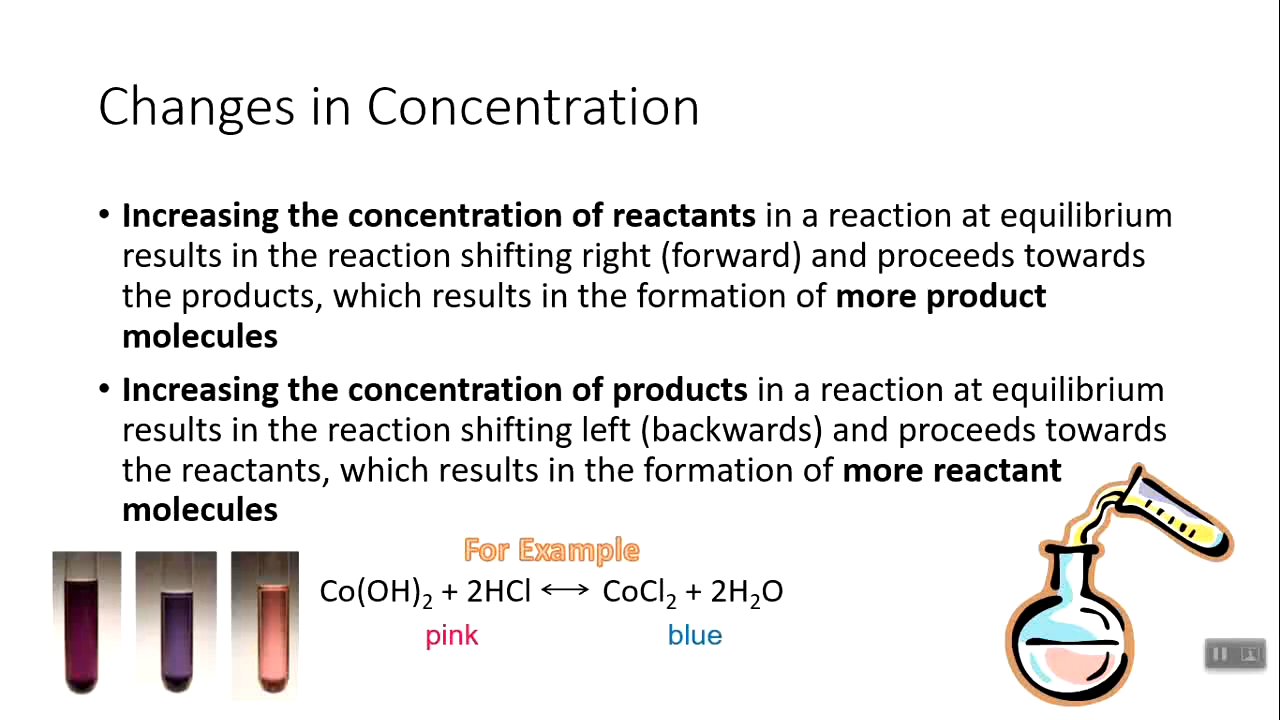 Changes in Concentration
• Increasing the concentration of reactants in a reaction at equilibrium
results in the reaction shifting right (forward) and proceeds towards
the products, which results in the formation of more product
molecules
• Increasing the concentration of products in a reaction at equilibrium
results in the reaction shifting left (backwards) and proceeds towards
the reactants, which results in the formation of more reactant
molecules
For Example
Co(OH)₂ + 2HCl ⟷ CoCl₂ + 2H₂O
pink blue